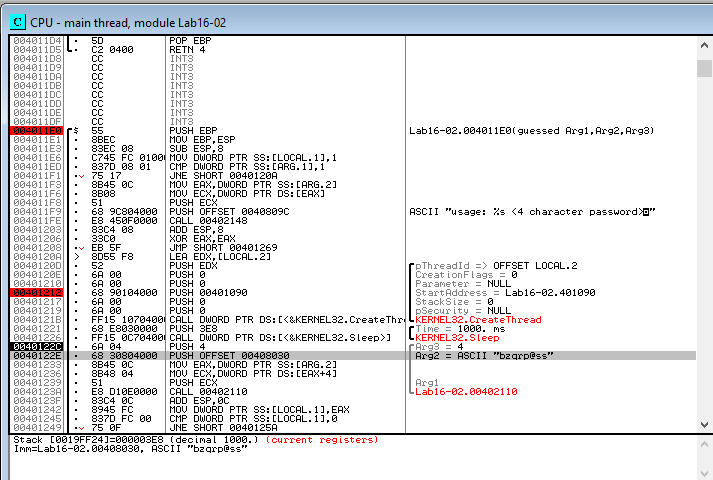 C CPU - main thread, module Lab16-02
004011D4 5D POP EBP
004011D5 C2 0400 RETN 4
004011D8 CC INT3
004011D9 CC INT3
004011DA CC INT3
004011DB CC INT3
004011DC CC INT3
004011DD CC INT3
004011DE CC INT3
004011DF CC INT3
004011E0 $ 55 PUSH EBP Lab16-02.004011E0(guessed Arg1,Arg2,Arg3)
004011E1 8BEC MOV EBP,ESP
004011E3 83EC 08 SUB ESP,8
004011E6 C745 FC 0100 MOV DWORD PTR SS:[LOCAL.1],1
004011ED 837D 08 01 CMP DWORD PTR SS:[ARG.1],1
004011F1 75 17 JNE SHORT 0040120A
004011F3 8B45 0C MOV EAX,DWORD PTR SS:[ARG.2]
004011F6 8B08 MOV ECX,DWORD PTR DS:[EAX]
004011F8 51 PUSH ECX
004011F9 68 9C804000 PUSH OFFSET 0040809C ASCII "usage: %s <4 character password>"
004011FE E8 450F0000 CALL 00402148
00401203 83C4 08 ADD ESP,8
00401206 33C0 XOR EAX,EAX
00401208 EB 5F JMP SHORT 00401269
0040120A > 8D55 F8 LEA EDX,[LOCAL.2]
0040120D 52 PUSH EDX pThreadId => OFFSET LOCAL.2
0040120E 6A 00 PUSH 0 CreationFlags = 0
00401210 6A 00 PUSH 0 Parameter = NULL
00401212 68 90104000 PUSH 00401090 StartAddress = Lab16-02.401090
00401217 6A 00 PUSH 0 StackSize = 0
00401219 6A 00 PUSH 0 pSecurity = NULL
0040121B FF15 10704000 CALL DWORD PTR DS:[<&KERNEL32.CreateThre KERNEL32.CreateThread
00401221 68 E8030000 PUSH 3E8 Time = 1000. ms
00401226 FF15 0C704000 CALL DWORD PTR DS:[<&KERNEL32.Sleep>] KERNEL32.Sleep
0040122C 6A 04 PUSH 4 Arg3 = 4
0040122E 68 30804000 PUSH OFFSET 00408030 Arg2 = ASCII "bzqrp@ss"
00401233 8B45 0C MOV EAX,DWORD PTR SS:[ARG.2]
00401236 8B48 04 MOV ECX,DWORD PTR DS:[EAX+4]
00401239 51 PUSH ECX Arg1
0040123A E8 D10E0000 CALL 00402110 Lab16-02.00402110
0040123F 83C4 0C ADD ESP,0C
00401242 8945 FC MOV DWORD PTR SS:[LOCAL.1],EAX
00401245 837D FC 00 CMP DWORD PTR SS:[LOCAL.1],0
00401249 75 0F JNE SHORT 0040125A
Stack [0019FF24]=000003E8 (decimal 1000.) (current registers)
Imm=Lab16-02.00408030, ASCII "bzqrp@ss"